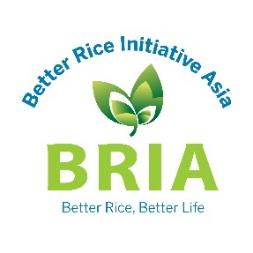 Better Rice Initiative Asia
BRIA
Better Rice, Better Life